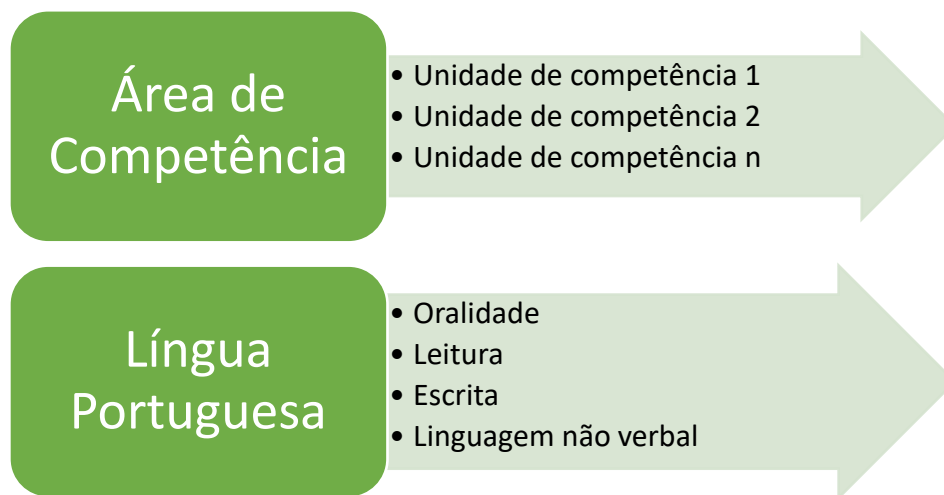 Área de
Competência
• Unidade de competência 1
• Unidade de competência 2
• Unidade de competência n
Língua
Portuguesa
• Oralidade
• Leitura
• Escrita
• Linguagem não verbal